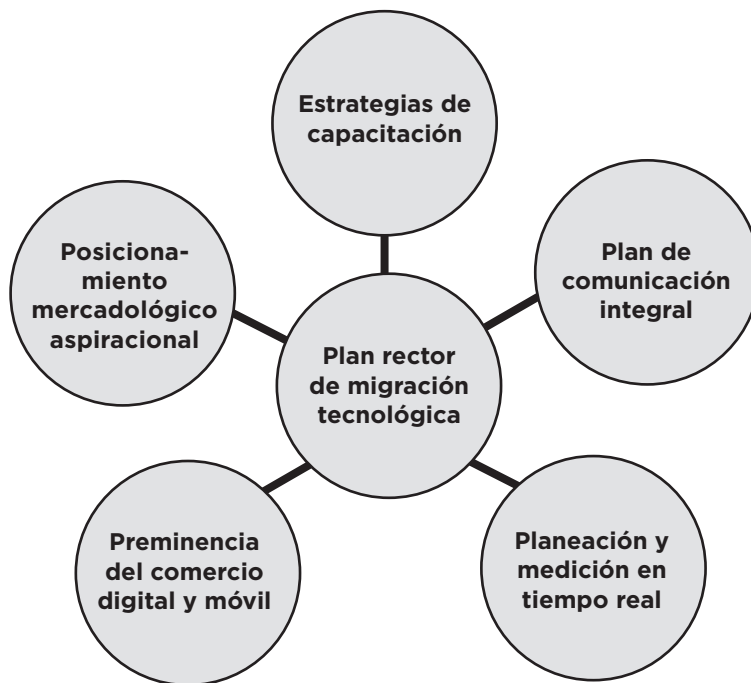 Estrategias de
capacitación
Plan de
comunicación
integral
Planeación y
medición en
tiempo real
Preminencia
del comercio
digital y móvil
Posiciona-
miento
mercadológico
aspiracional
Plan rector
de migración
tecnológica